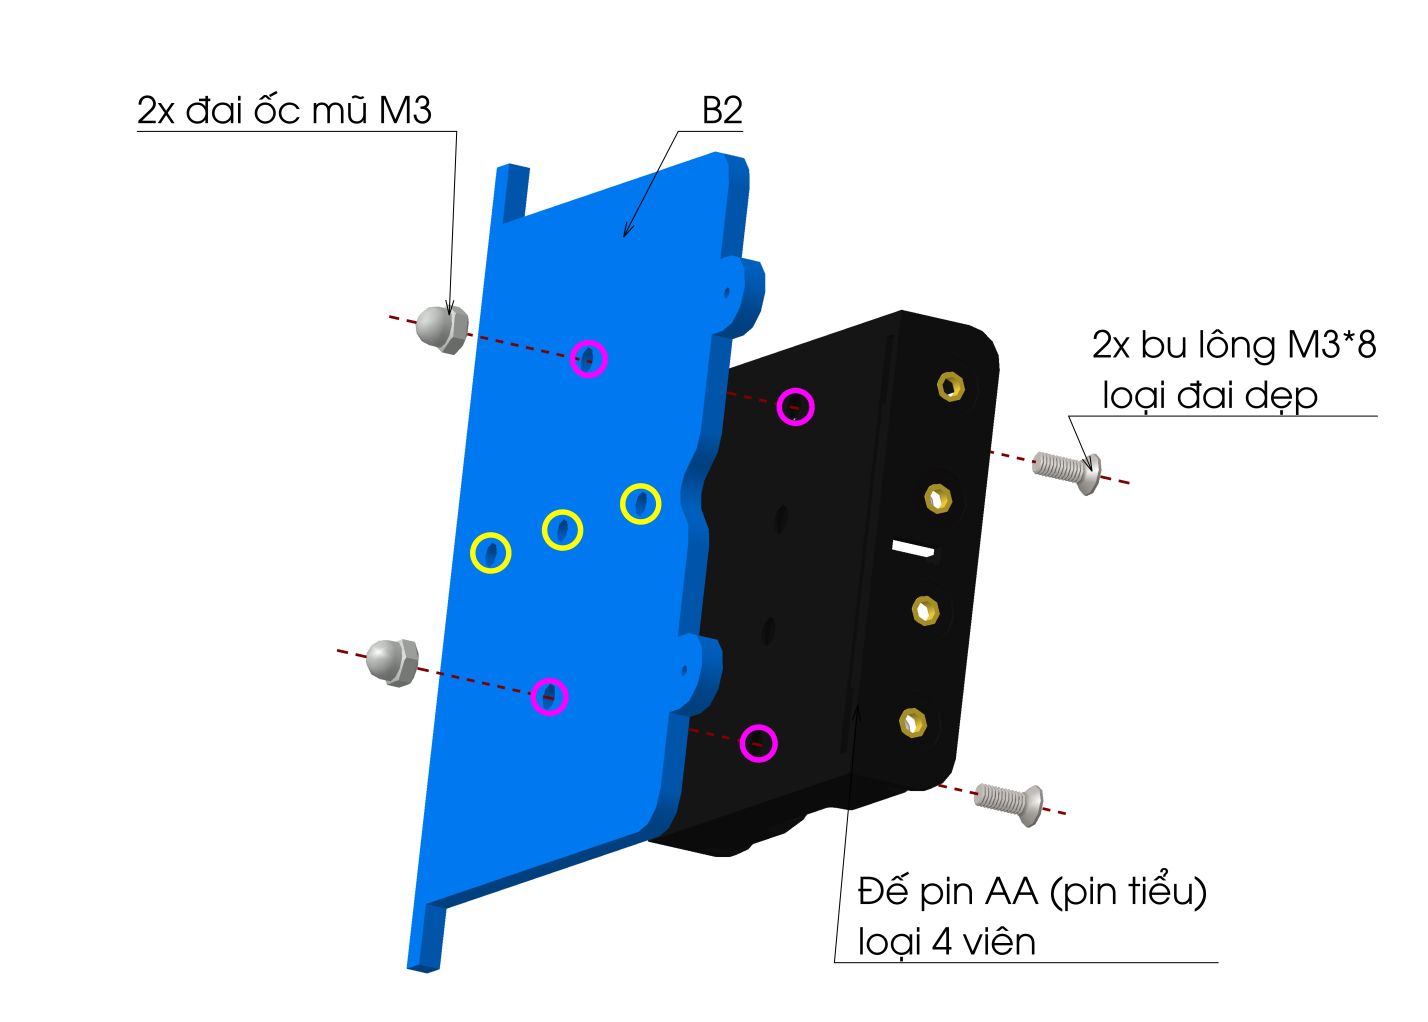 2x đai ốc mũ M3
B2
2x bu lông M3*8
loại đai dẹp
Đế pin AA (pin tiểu)
loại 4 viên